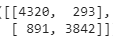 ([[4320,  293],
[ 891, 3842]]